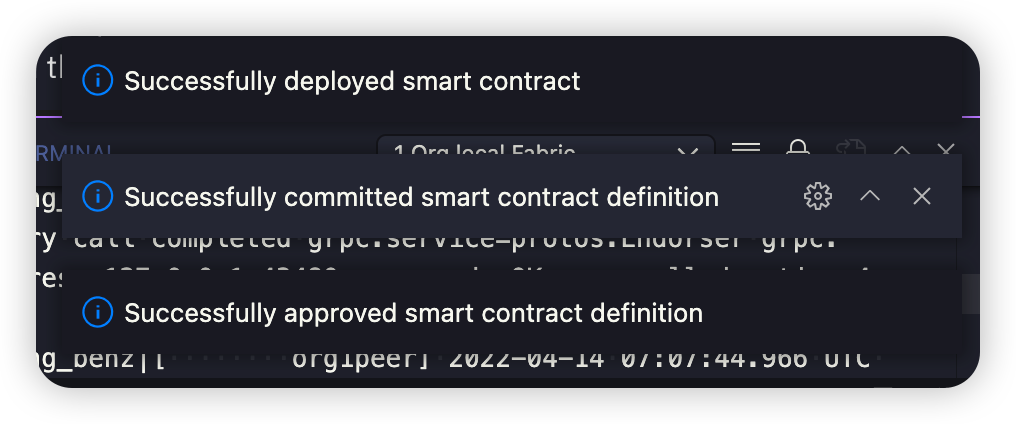 Successfully deployed smart contract
1 Org local Fabric
Successfully committed smart contract definition
ry call completed grpc.service=protos.Endorser grpc.
Successfully approved smart contract definition
ng_benz|[ org1peer] 2022-04-14 07:07:44.966 UTC